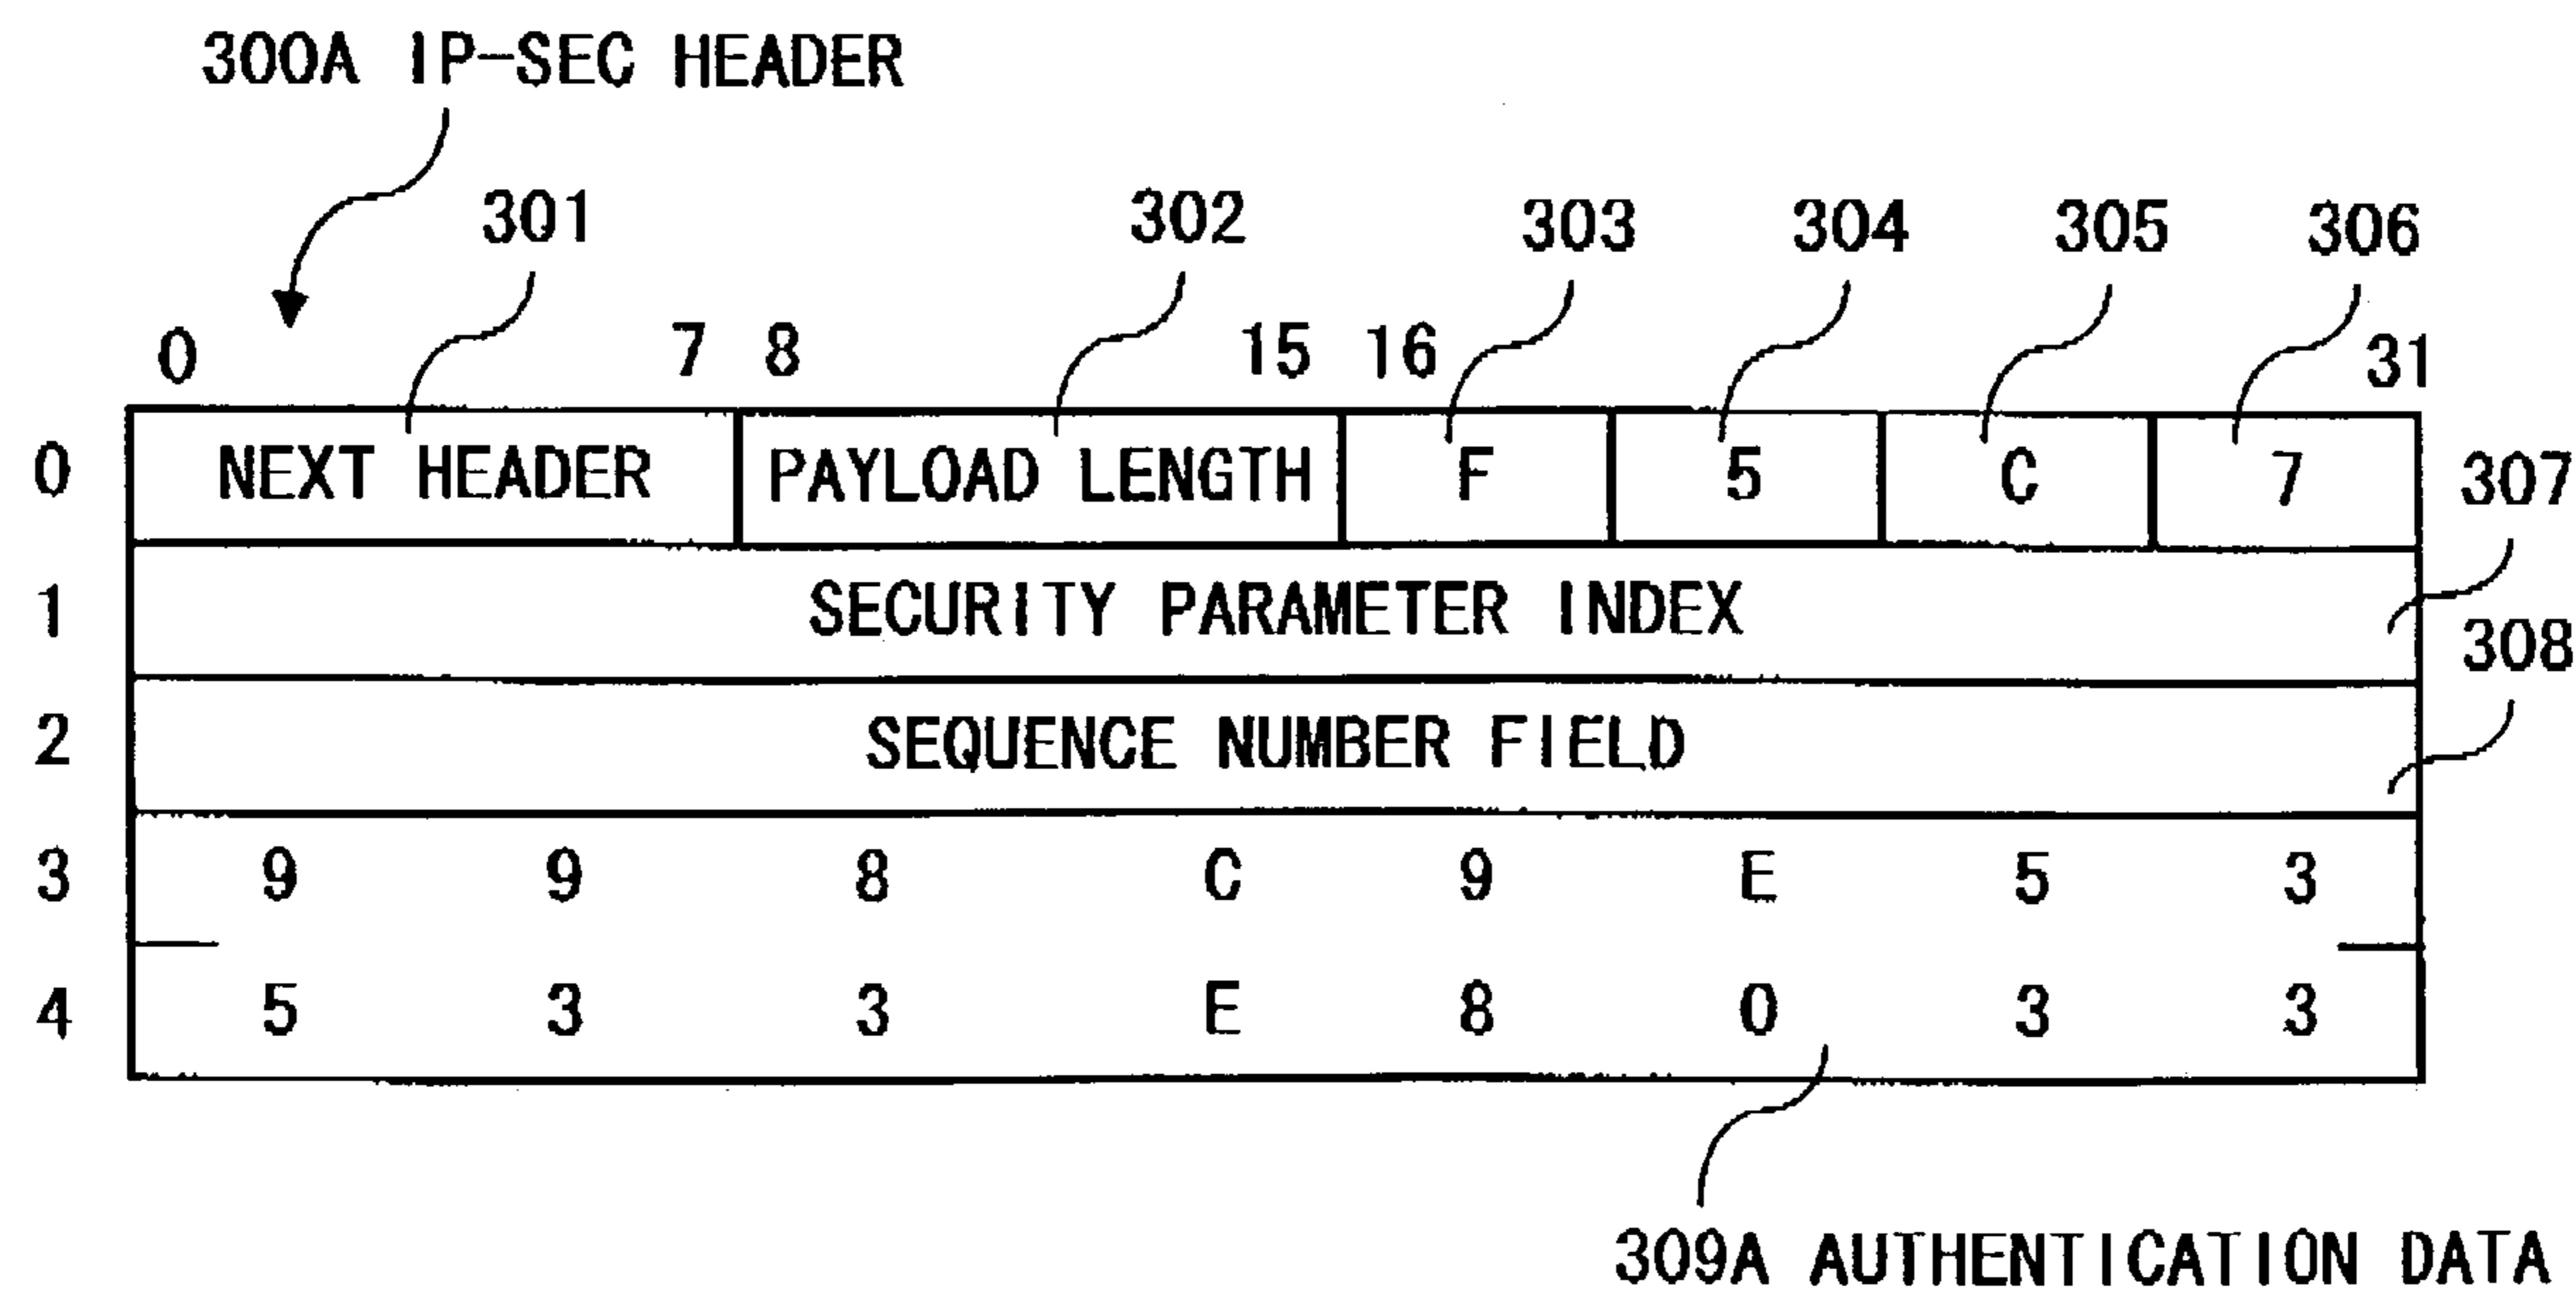 300A IP-SEC HEADER
301 302 303 304 305 306
0 7 8 15 16 31
0 NEXT HEADER PAYLOAD LENGTH F 5 C 7
307
1 SECURITY PARAMETER INDEX
308
2 SEQUENCE NUMBER FIELD
3 9 9 8 C 9 E 5 3
4 5 3 3 E 8 0 3 3
309A AUTHENTICATION DATA